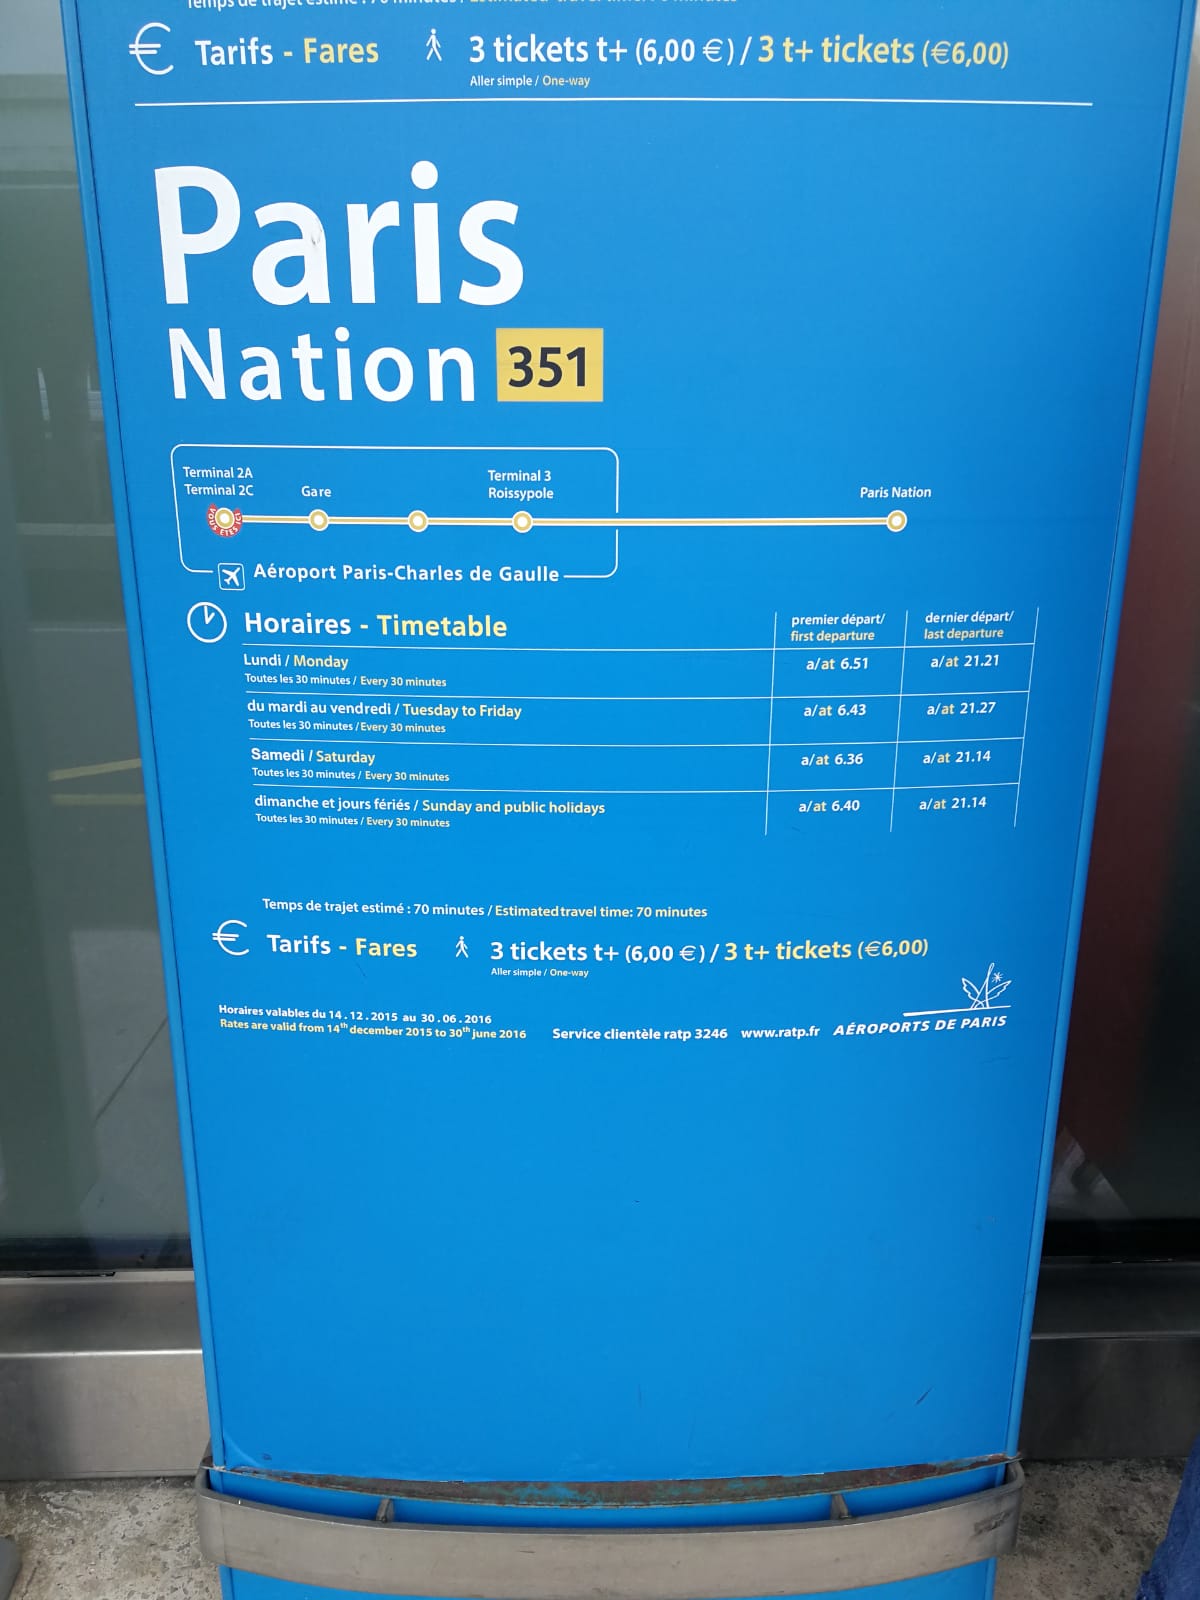 Temps de trajet estimé : 70 minutes / Estimated travel time: 70 minutes
€ Tarifs - Fares 3 tickets t+ (6,00 €) / 3 t+ tickets (€6,00)
Aller simple / One-way
Paris
Nation 351
Terminal 2A
Terminal 2C
Gare
Terminal 3
Roissypole
Paris Nation
VOUS ÊTES ICI
Aéroport Paris-Charles de Gaulle
Horaires - Timetable
premier départ/
first departure
dernier départ/
last departure
Lundi / Monday a/at 6.51 a/at 21.21
Toutes les 30 minutes / Every 30 minutes
du mardi au vendredi / Tuesday to Friday a/at 6.43 a/at 21.27
Toutes les 30 minutes / Every 30 minutes
Samedi / Saturday a/at 6.36 a/at 21.14
Toutes les 30 minutes / Every 30 minutes
dimanche et jours fériés / Sunday and public holidays a/at 6.40 a/at 21.14
Toutes les 30 minutes / Every 30 minutes
Temps de trajet estimé : 70 minutes / Estimated travel time: 70 minutes
€ Tarifs - Fares 3 tickets t+ (6,00 €) / 3 t+ tickets (€6,00)
Aller simple / One-way
Horaires valables du 14.12.2015 au 30.06.2016
Rates are valid from 14th december 2015 to 30th june 2016 Service clientèle ratp 3246 www.ratp.fr AÉROPORTS DE PARIS